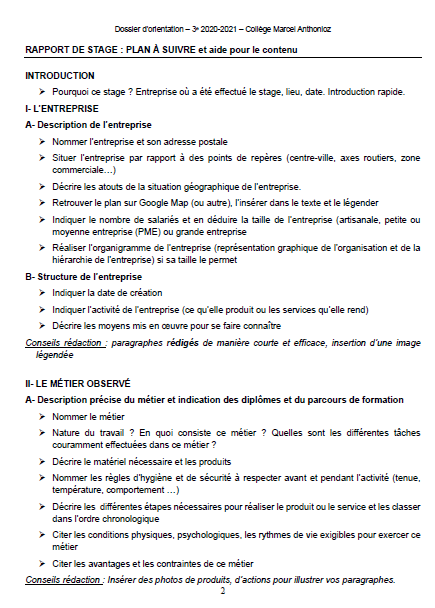 Dossier d'orientation – 3e 2020-2021 – Collège Marcel Anthonioz
RAPPORT DE STAGE : PLAN À SUIVRE et aide pour le contenu
INTRODUCTION
➢ Pourquoi ce stage ? Entreprise où a été effectué le stage, lieu, date. Introduction rapide.
I- L'ENTREPRISE
A- Description de l'entreprise
➢ Nommer l'entreprise et son adresse postale
➢ Situer l'entreprise par rapport à des points de repères (centre-ville, axes routiers, zone
commerciale…)
➢ Décrire les atouts de la situation géographique de l'entreprise.
➢ Retrouver le plan sur Google Map (ou autre), l'insérer dans le texte et le légender
➢ Indiquer le nombre de salariés et en déduire la taille de l'entreprise (artisanale, petite ou
moyenne entreprise (PME) ou grande entreprise
➢ Réaliser l'organigramme de l'entreprise (représentation graphique de l'organisation et de la
hiérarchie de l'entreprise) si sa taille le permet
B- Structure de l'entreprise
➢ Indiquer la date de création
➢ Indiquer l'activité de l'entreprise (ce qu'elle produit ou les services qu'elle rend)
➢ Décrire les moyens mis en œuvre pour se faire connaître
Conseils rédaction : paragraphes rédigés de manière courte et efficace, insertion d'une image
légendée
II- LE MÉTIER OBSERVÉ
A- Description précise du métier et indication des diplômes et du parcours de formation
➢ Nommer le métier
➢ Nature du travail ? En quoi consiste ce métier ? Quelles sont les différentes tâches
couramment effectuées dans ce métier ?
➢ Décrire le matériel nécessaire et les produits
➢ Nommer les règles d'hygiène et de sécurité à respecter avant et pendant l'activité (tenue,
température, comportement …)
➢ Décrire les différentes étapes nécessaires pour réaliser le produit ou le service et les classer
dans l'ordre chronologique
➢ Citer les conditions physiques, psychologiques, les rythmes de vie exigibles pour exercer ce
métier
➢ Citer les avantages et les contraintes de ce métier
Conseils rédaction : Insérer des photos de produits, d'actions pour illustrer vos paragraphes.
2